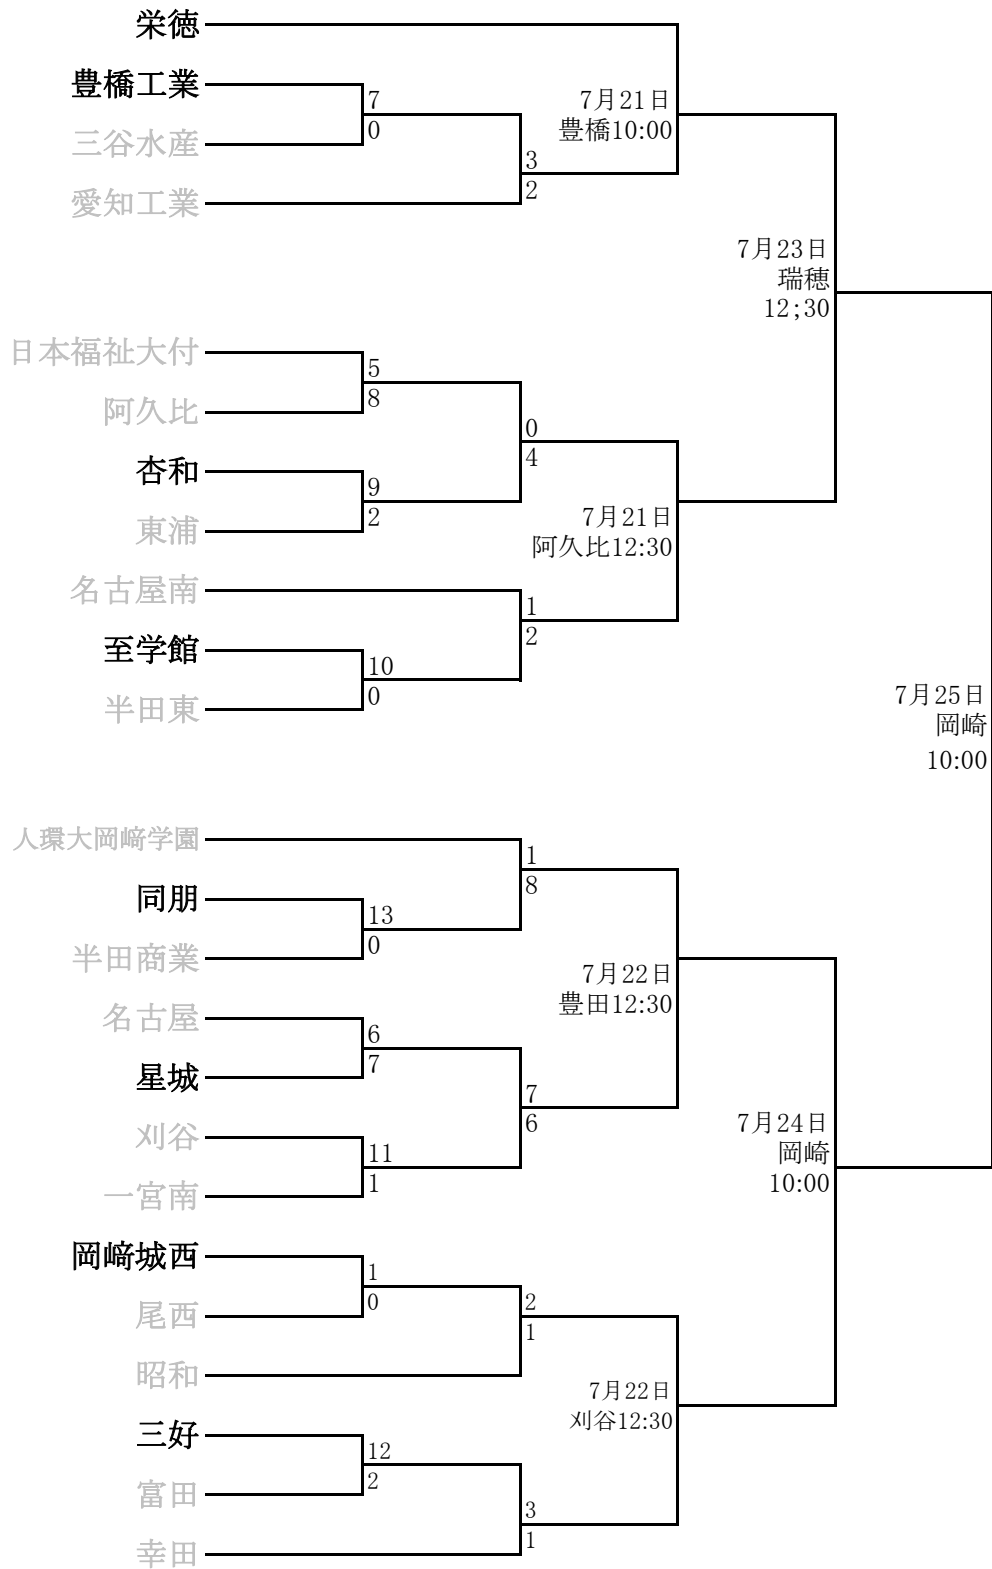 栄徳
豊橋工業
7
7月21日
0
豊橋10:00
三谷水産
3
2
愛知工業
7月23日
瑞穂
12;30
日本福祉大付
5
8
阿久比
0
4
杏和
9
2
東浦
7月21日
阿久比12:30
名古屋南
1
2
至学館
10
0
半田東
7月25日
岡崎
10:00
人環大岡﨑学園
1
8
同朋
13
0
半田商業
7月22日
豊田12:30
名古屋
6
7
星城
7
6
刈谷
11
1
一宮南
7月24日
岡崎
10:00
岡﨑城西
1
0
尾西
2
1
昭和
7月22日
刈谷12:30
三好
12
2
富田
3
1
幸田